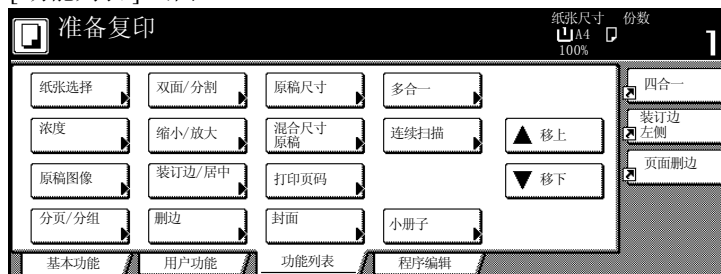 准备复印
纸张尺寸 份数
A4
100%
1
纸张选择 双面/分割 原稿尺寸 多合一
浓度 缩小/放大 混合尺寸
原稿 连续扫描 移上
原稿图像 装订边/居中 打印页码 移下
分页/分组 删边 封面 小册子
四合一
装订边
左侧
页面删边
基本功能 用户功能 功能列表 程序编辑